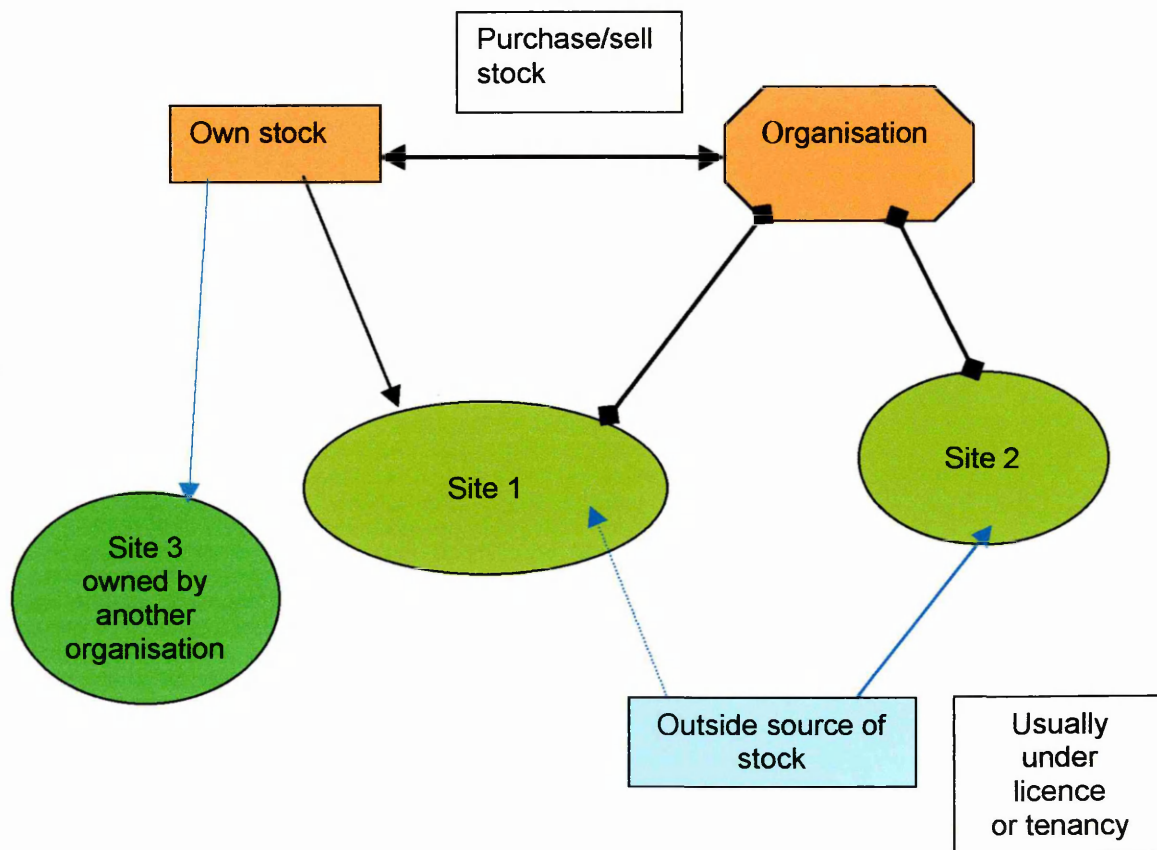 Purchase/sell
stock
Own stock
Organisation
Site 1
Site 2
Site 3
owned by
another
organisation
Outside source of
stock
Usually
under
licence
or tenancy